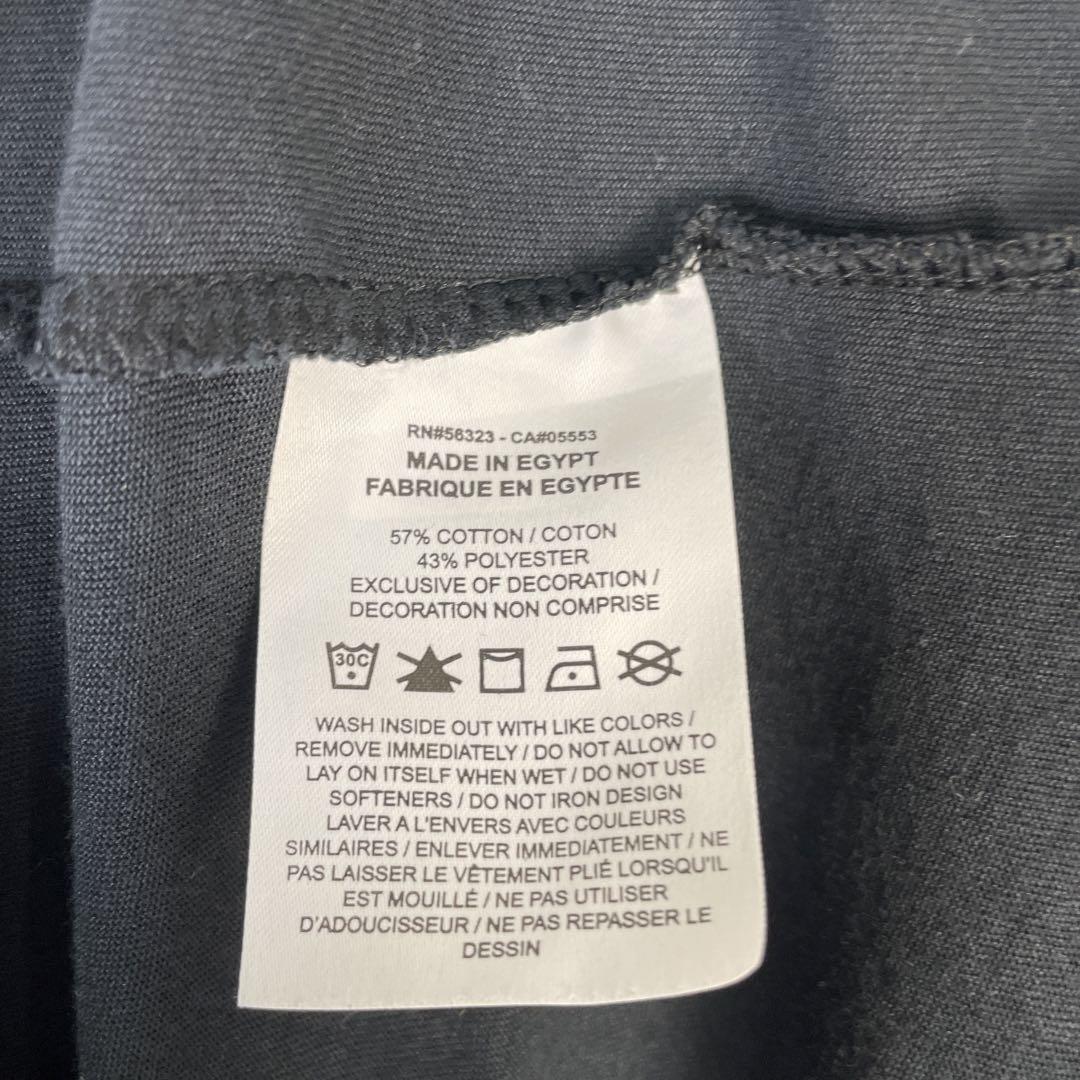 RN#56323 - CA#05553
MADE IN EGYPT
FABRIQUE EN EGYPTE
57% COTTON / COTON
43% POLYESTER
EXCLUSIVE OF DECORATION /
DECORATION NON COMPRISE
30C
WASH INSIDE OUT WITH LIKE COLORS /
REMOVE IMMEDIATELY / DO NOT ALLOW TO
LAY ON ITSELF WHEN WET / DO NOT USE
SOFTENERS / DO NOT IRON DESIGN
LAVER A L'ENVERS AVEC COULEURS
SIMILAIRES / ENLEVER IMMEDIATEMENT / NE
PAS LAISSER LE VÊTEMENT PLIÉ LORSQU'IL
EST MOUILLÉ / NE PAS UTILISER
D'ADOUCISSEUR / NE PAS REPASSER LE
DESSIN